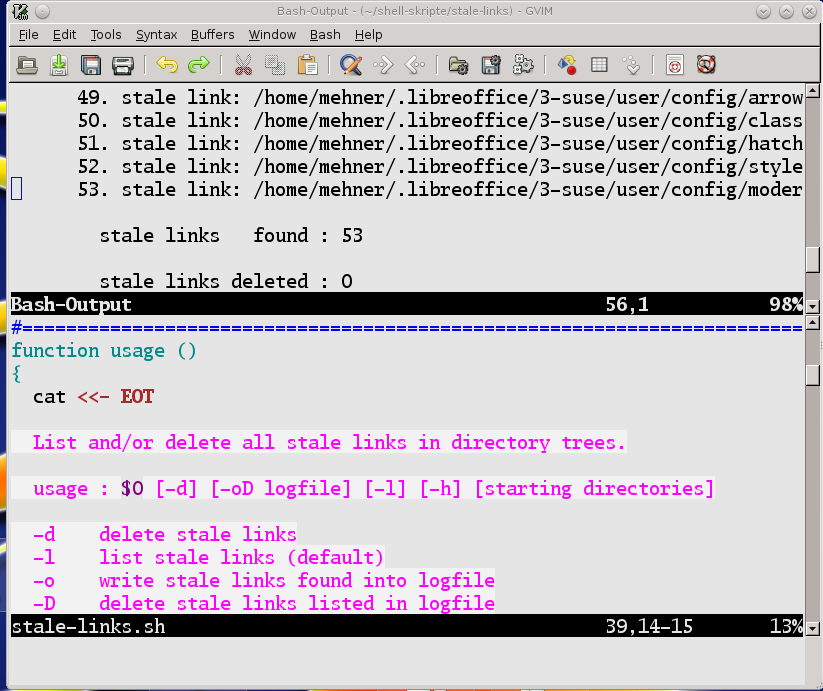 Bash-Output - (~/shell-skripte/stale-links) - GVIM
File Edit Tools Syntax Buffers Window Bash Help
49. stale link: /home/mehner/.libreoffice/3-suse/user/config/arrow
50. stale link: /home/mehner/.libreoffice/3-suse/user/config/class
51. stale link: /home/mehner/.libreoffice/3-suse/user/config/hatch
52. stale link: /home/mehner/.libreoffice/3-suse/user/config/style
53. stale link: /home/mehner/.libreoffice/3-suse/user/config/moder
stale links   found : 53
stale links deleted : 0
Bash-Output 56,1 98%
#=======================================================================
function usage ()
{
cat <<- EOT
List and/or delete all stale links in directory trees.
usage : $0 [-d] [-oD logfile] [-l] [-h] [starting directories]
-d    delete stale links
-l    list stale links (default)
-o    write stale links found into logfile
-D    delete stale links listed in logfile
stale-links.sh 39,14-15 13%